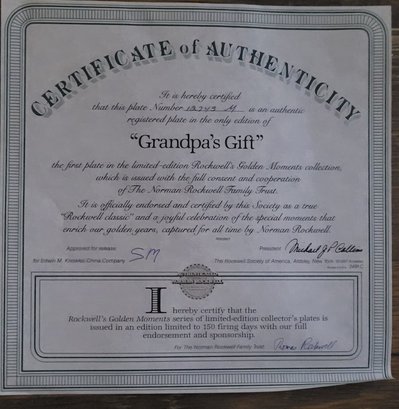 CERTIFICATE of AUTHENTICITY
It is hereby certified
that this plate Number 12743 M is an authentic
registered plate in the only edition of
“Grandpa's Gift”
the first plate in the limited-edition Rockwell's Golden Moments collection,
which is issued with the full consent and cooperation
of The Norman Rockwell Family Trust.
It is officially endorsed and certified by this Society as a true
“Rockwell classic” and a joyful celebration of the special moments that
enrich our golden years, captured for all time by Norman Rockwell.
Approved for release
SM
for Edwin M. Knowles China Company
President
The Rockwell Society of America, Ardsley, New York
I hereby certify that the
Rockwell's Golden Moments series of limited-edition collector's plates is
issued in an edition limited to 150 firing days with our full
endorsement and sponsorship.
For The Norman Rockwell Family Trust
Thomas Rockwell